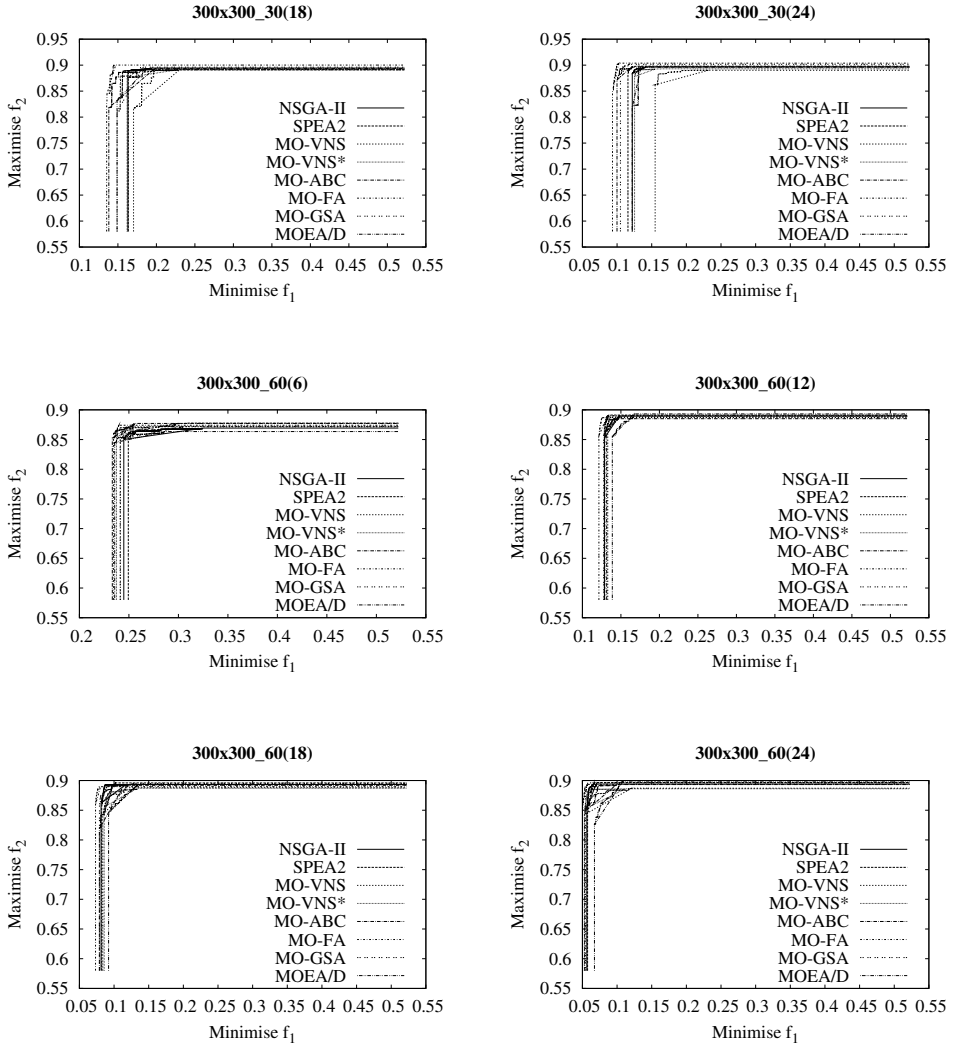 300x300_30(18)
0.95
0.9
0.85
0.8
0.75
0.7
0.65
0.6
0.55
0.1 0.15 0.2 0.25 0.3 0.35 0.4 0.45 0.5 0.55
Maximise f2
Minimise f1
NSGA-II
SPEA2
MO-VNS
MO-VNS*
MO-ABC
MO-FA
MO-GSA
MOEA/D
300x300_30(24)
0.95
0.9
0.85
0.8
0.75
0.7
0.65
0.6
0.55
0.05 0.1 0.15 0.2 0.25 0.3 0.35 0.4 0.45 0.5 0.55
Maximise f2
Minimise f1
NSGA-II
SPEA2
MO-VNS
MO-VNS*
MO-ABC
MO-FA
MO-GSA
MOEA/D
300x300_60(6)
0.9
0.85
0.8
0.75
0.7
0.65
0.6
0.55
0.2 0.25 0.3 0.35 0.4 0.45 0.5 0.55
Maximise f2
Minimise f1
NSGA-II
SPEA2
MO-VNS
MO-VNS*
MO-ABC
MO-FA
MO-GSA
MOEA/D
300x300_60(12)
0.9
0.85
0.8
0.75
0.7
0.65
0.6
0.55
0.1 0.15 0.2 0.25 0.3 0.35 0.4 0.45 0.5 0.55
Maximise f2
Minimise f1
NSGA-II
SPEA2
MO-VNS
MO-VNS*
MO-ABC
MO-FA
MO-GSA
MOEA/D
300x300_60(18)
0.9
0.85
0.8
0.75
0.7
0.65
0.6
0.55
0.05 0.1 0.15 0.2 0.25 0.3 0.35 0.4 0.45 0.5 0.55
Maximise f2
Minimise f1
NSGA-II
SPEA2
MO-VNS
MO-VNS*
MO-ABC
MO-FA
MO-GSA
MOEA/D
300x300_60(24)
0.9
0.85
0.8
0.75
0.7
0.65
0.6
0.55
0.05 0.1 0.15 0.2 0.25 0.3 0.35 0.4 0.45 0.5 0.55
Maximise f2
Minimise f1
NSGA-II
SPEA2
MO-VNS
MO-VNS*
MO-ABC
MO-FA
MO-GSA
MOEA/D